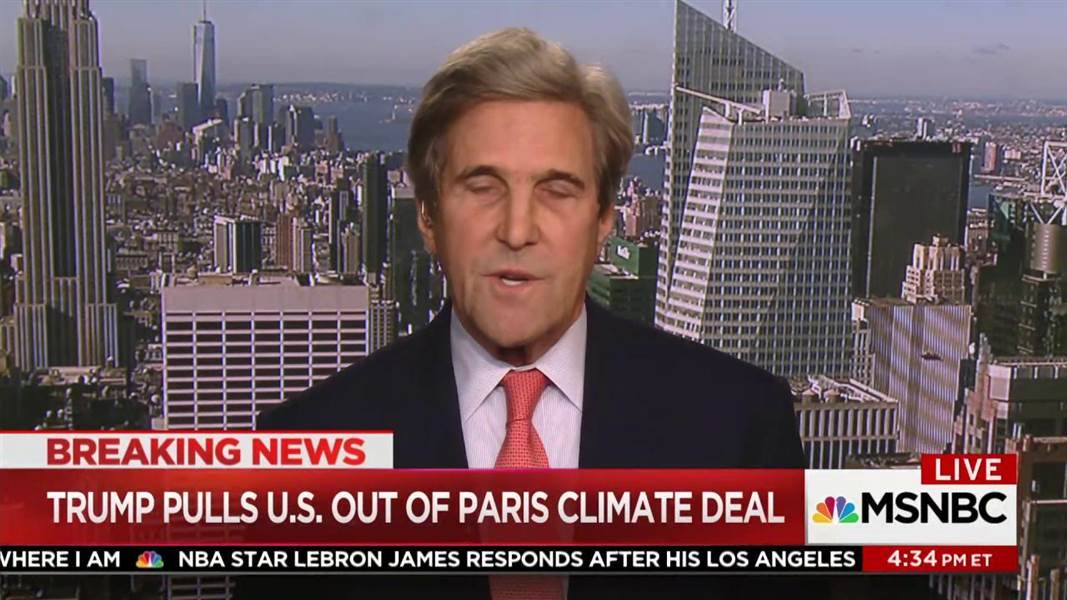 BREAKING NEWS
LIVE
TRUMP PULLS U.S. OUT OF PARIS CLIMATE DEAL
MSNBC
WHERE I AM NBA STAR LEBRON JAMES RESPONDS AFTER HIS LOS ANGELES
4:34 PM ET